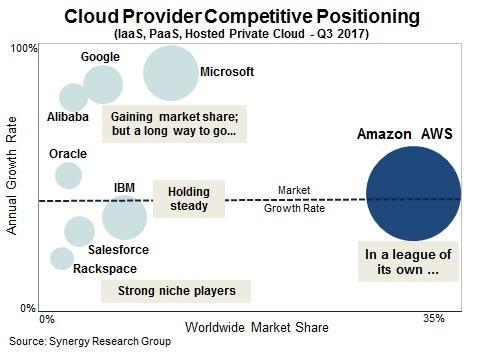 Cloud Provider Competitive Positioning
(IaaS, PaaS, Hosted Private Cloud - Q3 2017)
100%
Google
Microsoft
Alibaba
Gaining market share;
but a long way to go...
Amazon AWS
Oracle
IBM
Holding
steady
Market
Growth Rate
Annual Growth Rate
Salesforce
Rackspace
In a league
of its own ...
Strong niche players
0%
0%
35%
Worldwide Market Share
Source: Synergy Research Group